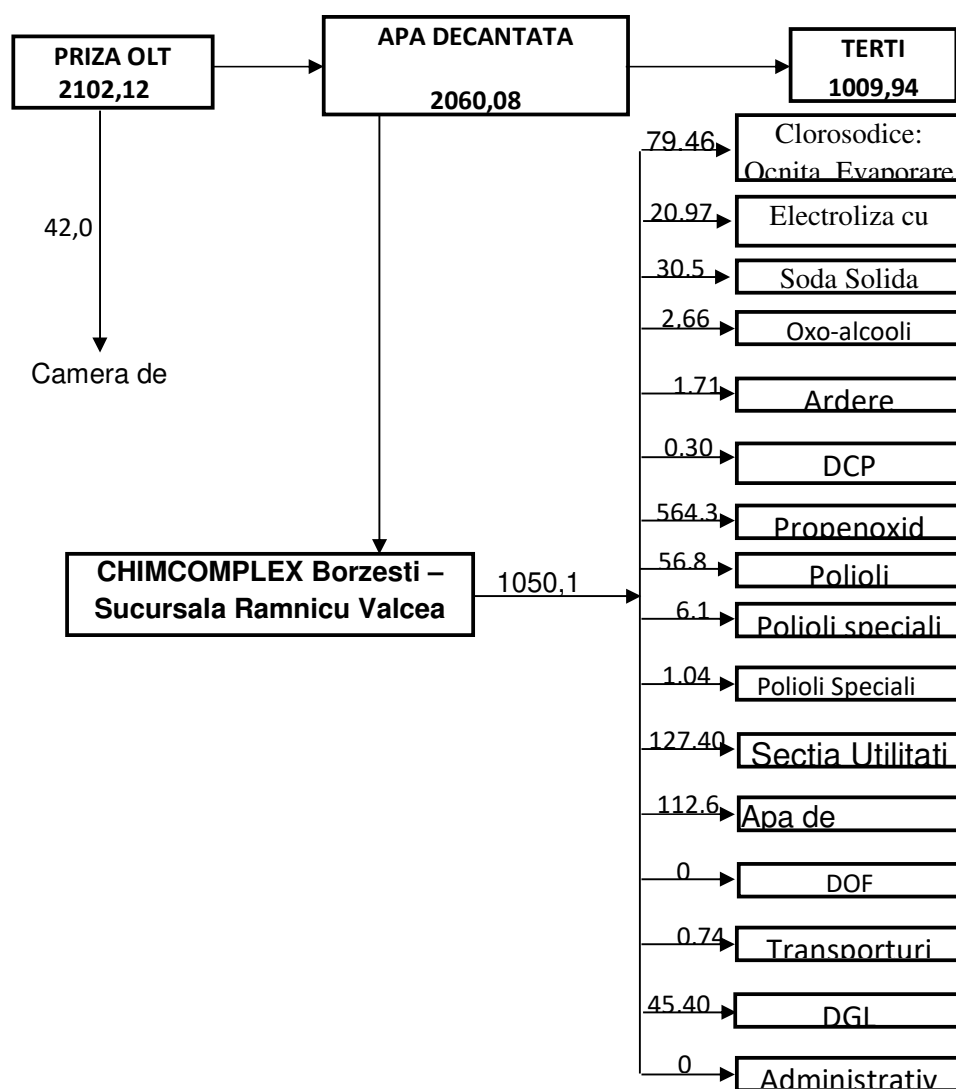 PRIZA OLT
2102,12
APA DECANTATA
2060,08
TERTI
1009,94
42,0
Camera de
CHIMCOMPLEX Borzesti –
Sucursala Ramnicu Valcea
1050,1
79.46
Clorosodice:
Ocnita, Evaporare
20.97
Electroliza cu
30.5
Soda Solida
2,66
Oxo-alcooli
1.71
Ardere
0.30
DCP
564.3
Propenoxid
56.8
Polioli
6.1
Polioli speciali
1.04
Polioli Speciali
127.40
Sectia Utilitati
112.6
Apa de
0
DOF
0.74
Transporturi
45.40
DGL
0
Administrativ